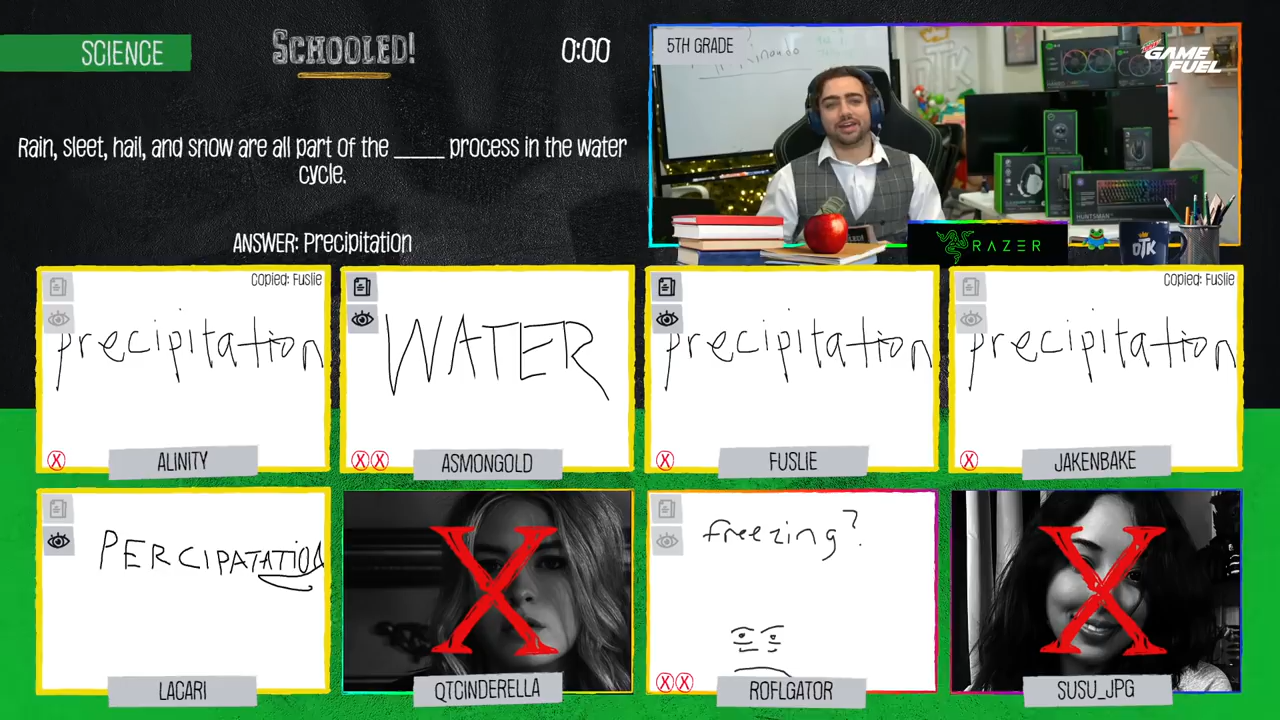 SCIENCE
SCHOOLED!
0:00
5TH GRADE
GAME FUEL
Rain, sleet, hail, and snow are all part of the _____ process in the water
cycle.
ANSWER: Precipitation
RAZER
HUNTSMAN
OTK
Copied: Fuslie
precipitation
ALINITY
WATER
ASMONGOLD
precipitation
FUSLIE
Copied: Fuslie
precipitation
JAKENBAKE
PERCIPATATION
LACARI
QTCINDERELLA
freezing?
ROFLGATOR
SUSU_JPG